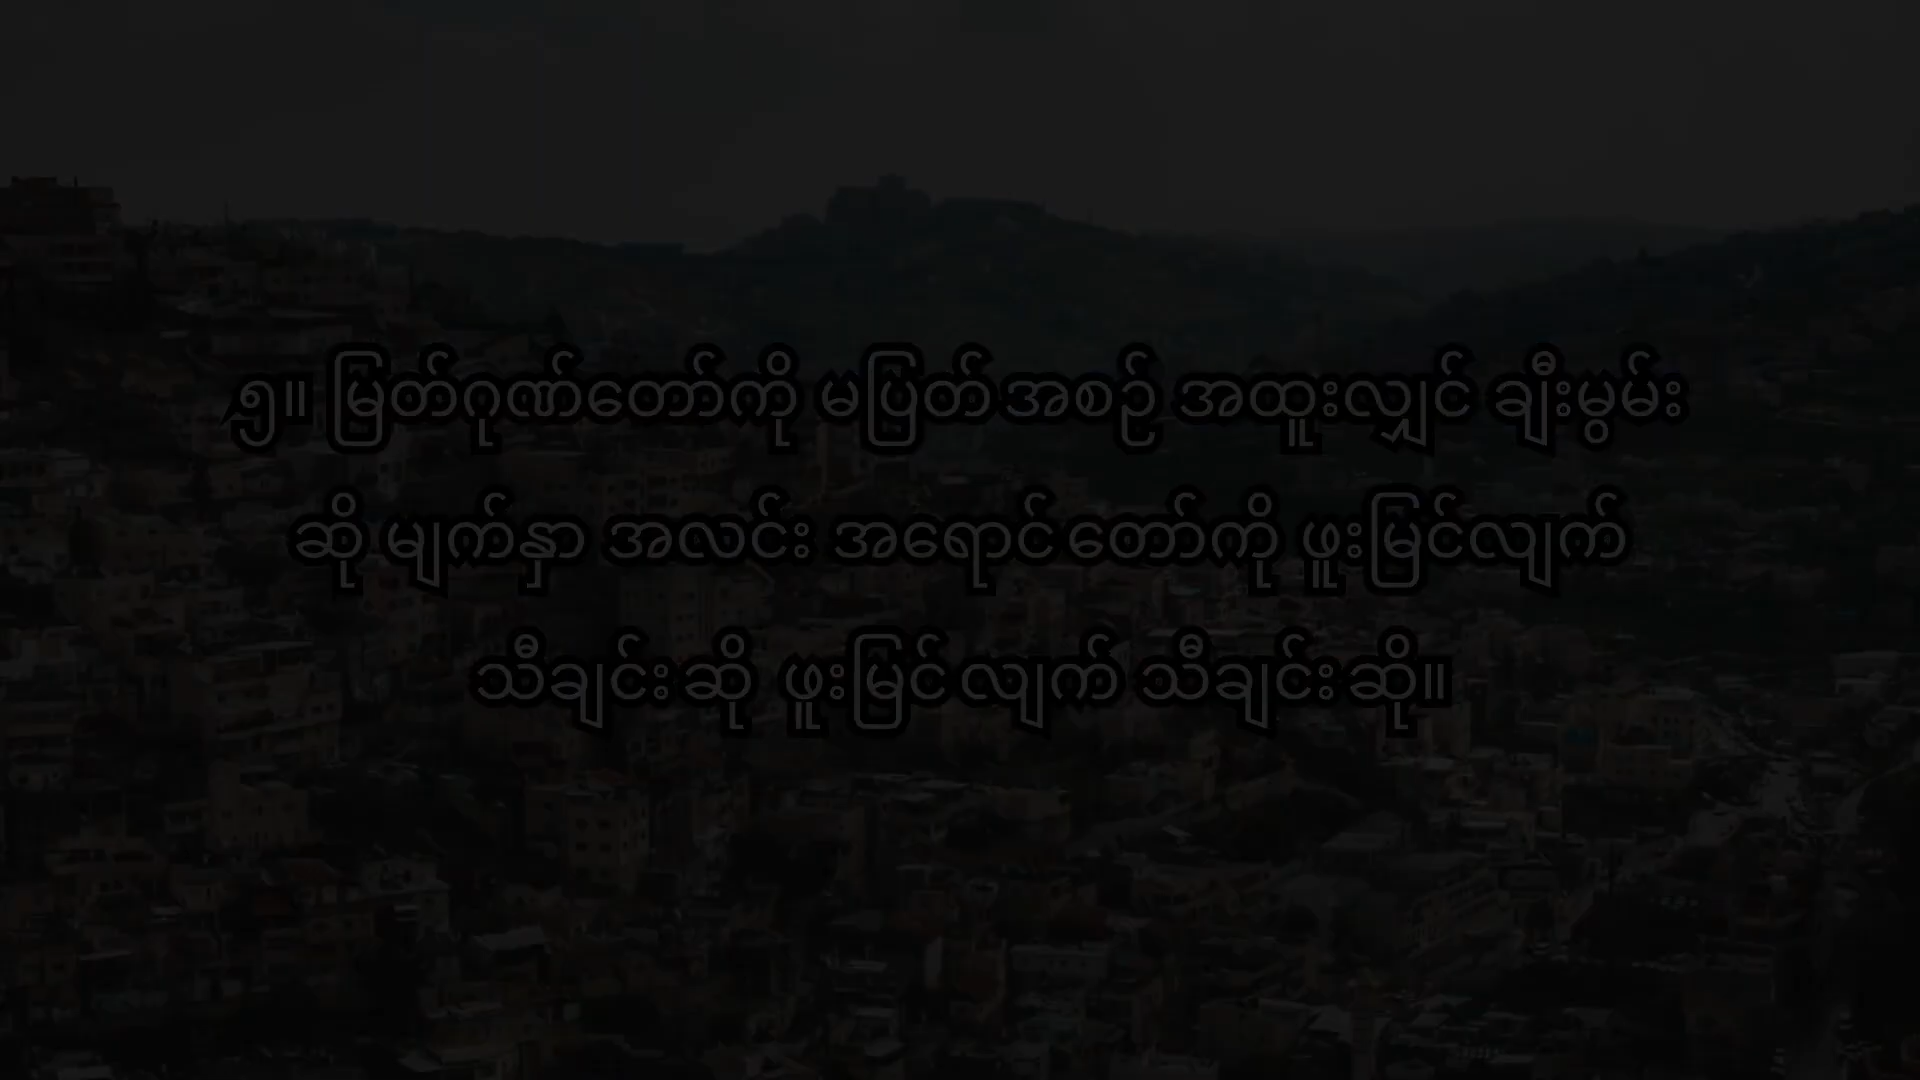 ၅။ မြတ်ဂုဏ်တော်ကို မပြတ်အစဉ် အထူးလျှင် ချီးမွမ်း
ဆို မျက်နှာ အလင်း အရောင်တော်ကို ဖူးမြင်လျက်
သီချင်းဆို ဖူးမြင်လျက် သီချင်းဆို။